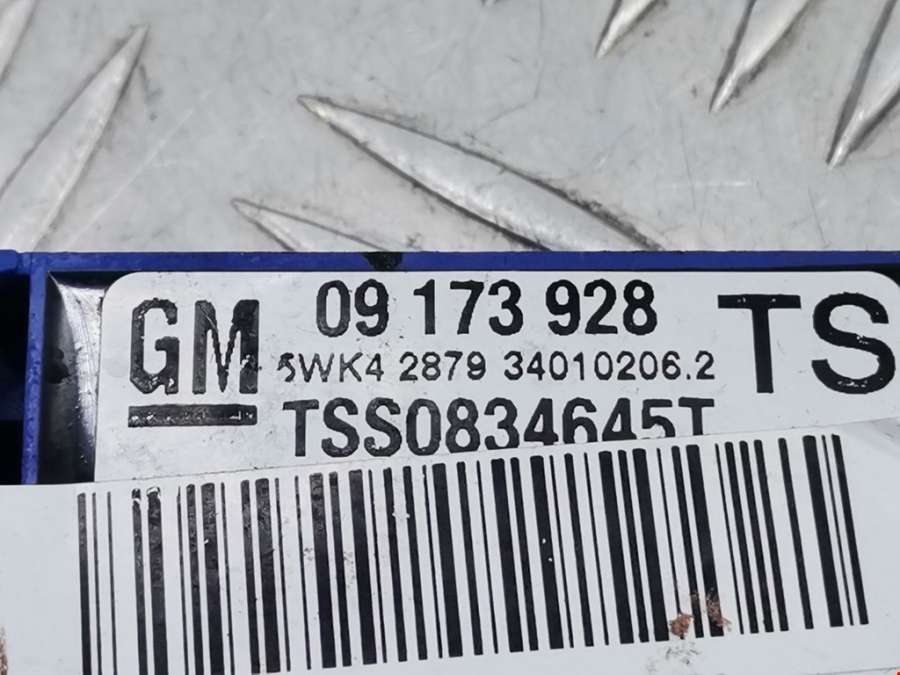 GM
09 173 928
5WK4 2879 34010206.2
TSS0834645T
TS